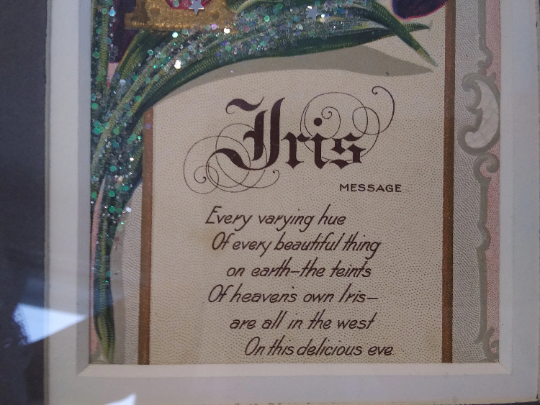 Iris
MESSAGE
Every varying hue
Of every beautiful thing
on earth–the teints
Of heavens own Iris–
are all in the west
On this delicious eve.